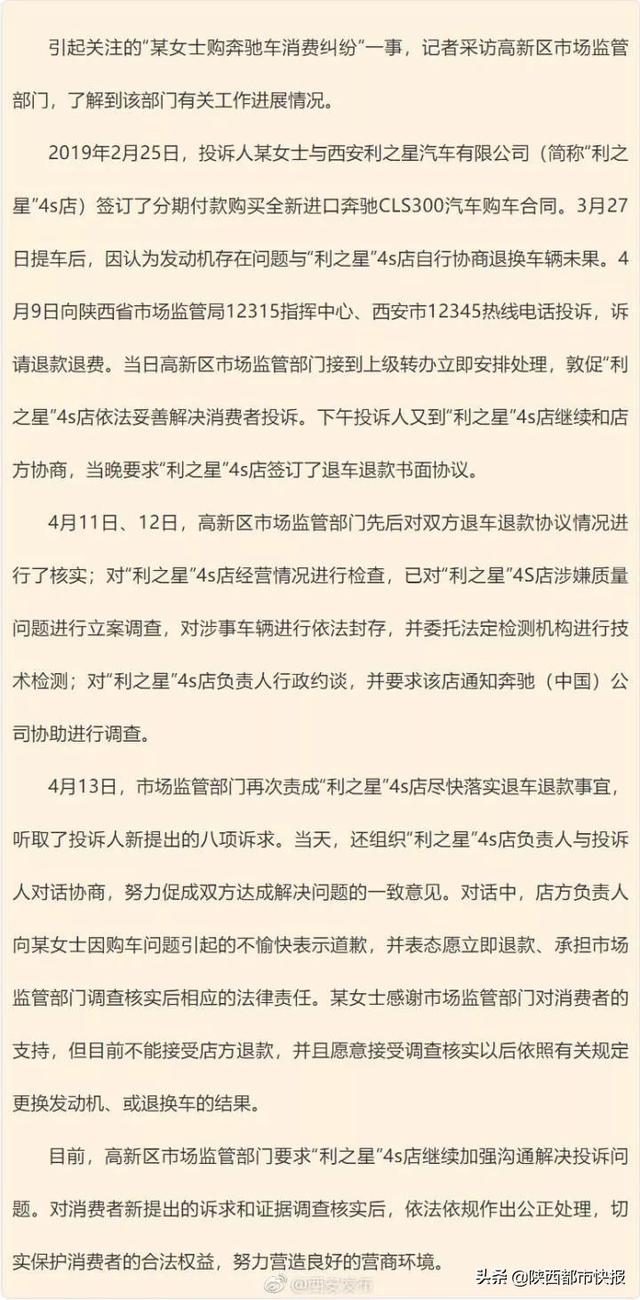 引起关注的“某女士购奔驰车消费纠纷”一事，记者采访高新区市场监管
部门，了解到该部门有关工作进展情况。
2019年2月25日，投诉人某女士与西安利之星汽车有限公司（简称“利之
星”4s店）签订了分期付款购买全新进口奔驰CLS300汽车购车合同。3月27
日提车后，因认为发动机存在问题与“利之星”4s店自行协商退换车辆未果。4
月9日向陕西省市场监管局12315指挥中心、西安市12345热线电话投诉，诉
请退款退费。当日高新区市场监管部门接到上级转办立即安排处理，敦促“利
之星”4s店依法妥善解决消费者投诉。下午投诉人又到“利之星”4s店继续和店
方协商，当晚要求“利之星”4s店签订了退车退款书面协议。
4月11日、12日，高新区市场监管部门先后对双方退车退款协议情况进
行了核实；对“利之星”4s店经营情况进行检查，已对“利之星”4S店涉嫌质量
问题进行立案调查，对涉事车辆进行依法封存，并委托法定检测机构进行技
术检测；对“利之星”4s店负责人行政约谈，并要求该店通知奔驰（中国）公
司协助进行调查。
4月13日，市场监管部门再次责成“利之星”4s店尽快落实退车退款事宜，
听取了投诉人新提出的八项诉求。当天，还组织“利之星”4s店负责人与投诉
人对话协商，努力促成双方达成解决问题的一致意见。对话中，店方负责人
向某女士因购车问题引起的不愉快表示道歉，并表态愿立即退款、承担市场
监管部门调查核实后相应的法律责任。某女士感谢市场监管部门对消费者的
支持，但目前不能接受店方退款，并且愿意接受调查核实以后依照有关规定
更换发动机、或退换车的结果。
目前，高新区市场监管部门要求“利之星”4s店继续加强沟通解决投诉问
题。对消费者新提出的诉求和证据调查核实后，依法依规作出公正处理，切
实保护消费者的合法权益，努力营造良好的营商环境。
@西安发布
头条 @陕西都市快报